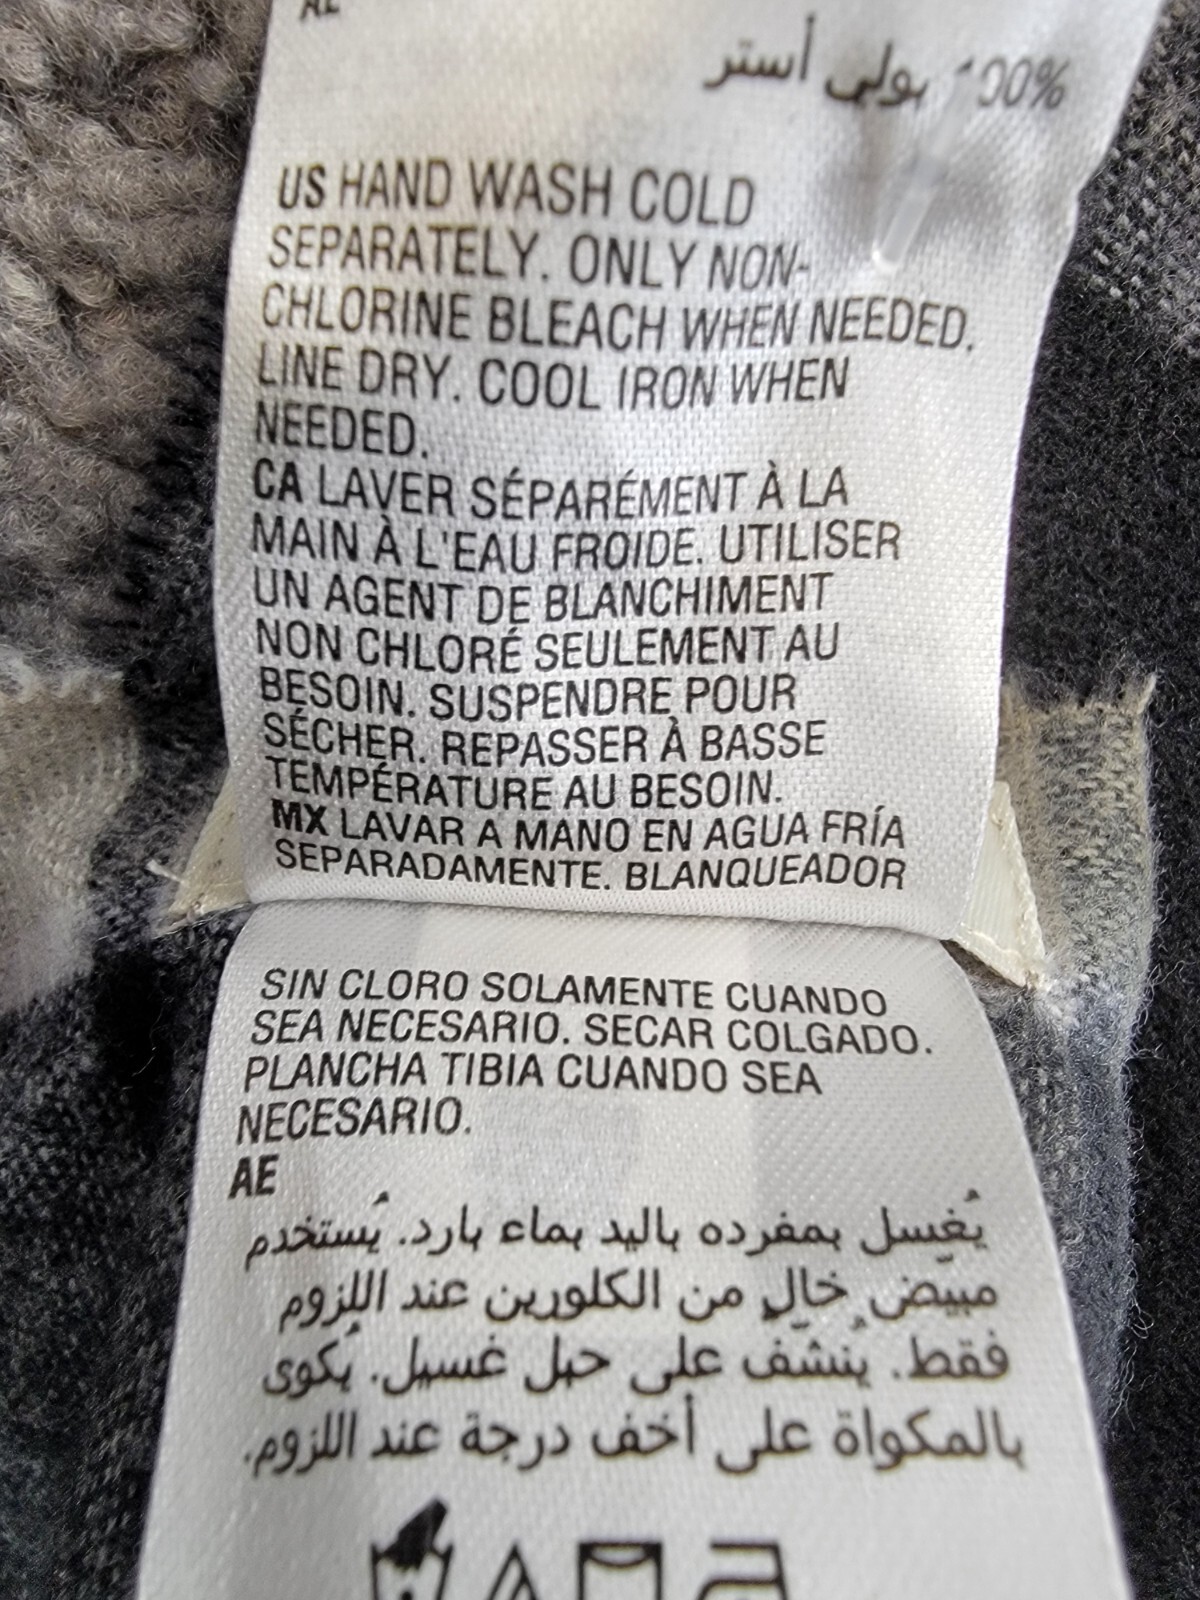 AE
100% بولي أستر
US HAND WASH COLD
SEPARATELY. ONLY NON-
CHLORINE BLEACH WHEN NEEDED.
LINE DRY. COOL IRON WHEN
NEEDED.
CA LAVER SÉPARÉMENT À LA
MAIN À L'EAU FROIDE. UTILISER
UN AGENT DE BLANCHIMENT
NON CHLORÉ SEULEMENT AU
BESOIN. SUSPENDRE POUR
SÉCHER. REPASSER À BASSE
TEMPÉRATURE AU BESOIN.
MX LAVAR A MANO EN AGUA FRÍA
SEPARADAMENTE. BLANQUEADOR
SIN CLORO SOLAMENTE CUANDO
SEA NECESARIO. SECAR COLGADO.
PLANCHA TIBIA CUANDO SEA
NECESARIO.
AE
يُغسل بمفرده باليد بماء بارد. يُستخدم
مبيّض خالٍ من الكلورين عند اللزوم
فقط. يُنشّف على حبل غسيل. يُكوى
بالمكواة على أخف درجة عند اللزوم.